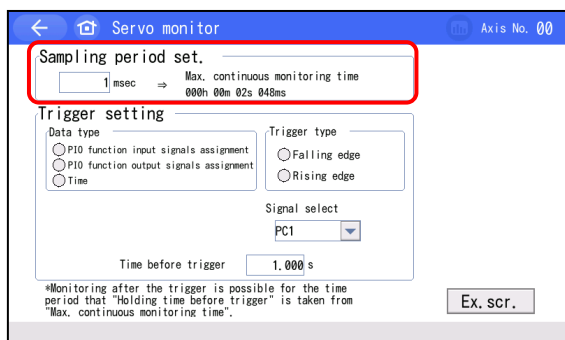 Servo monitor
Axis No. 00
Sampling period set.
1 msec ⇒ Max. continuous monitoring time
000h 00m 02s 048ms
Trigger setting
Data type
PIO function input signals assignment
PIO function output signals assignment
Time
Trigger type
Falling edge
Rising edge
Signal select
PC1
Time before trigger 1.000 s
*Monitoring after the trigger is possible for the time
period that "Holding time before trigger" is taken from
"Max. continuous monitoring time".
Ex. scr.